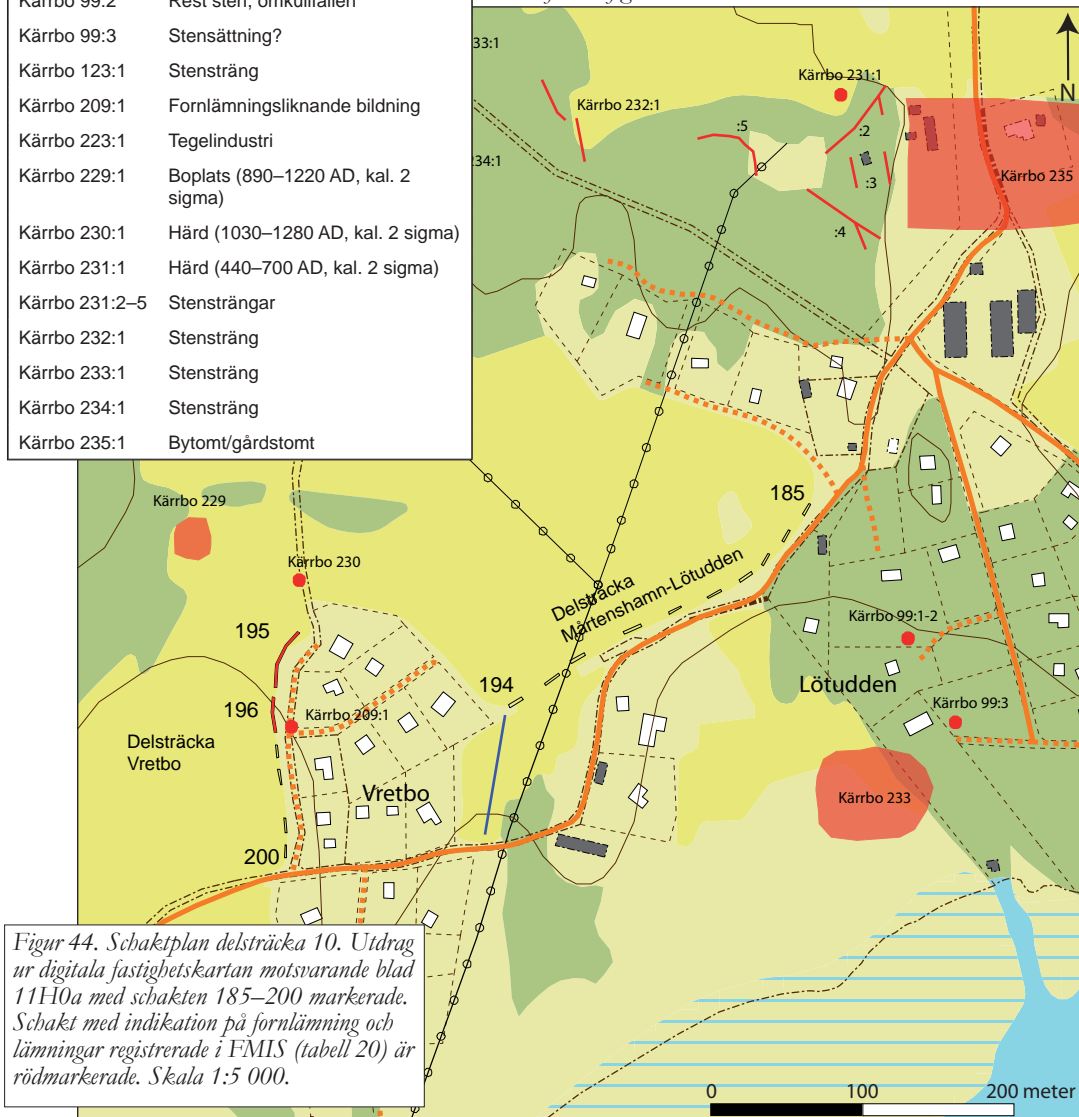 Kärrbo 99:2 Rest sten, omkullfallen
Kärrbo 99:3 Stensättning?
Kärrbo 123:1 Stensträng
Kärrbo 209:1 Fornlämningsliknande bildning
Kärrbo 223:1 Tegelindustri
Kärrbo 229:1 Boplats (890–1220 AD, kal. 2
sigma)
Kärrbo 230:1 Härd (1030–1280 AD, kal. 2 sigma)
Kärrbo 231:1 Härd (440–700 AD, kal. 2 sigma)
Kärrbo 231:2–5 Stensträngar
Kärrbo 232:1 Stensträng
Kärrbo 233:1 Stensträng
Kärrbo 234:1 Stensträng
Kärrbo 235:1 Bytomt/gårdstomt
33:1
Kärrbo 231:1
N
Kärrbo 232:1
:5
:2
34:1
:3
Kärrbo 235
:4
185
Kärrbo 229
Kärrbo 230
Delsträcka
Mårtenshamn-Lötudden
195
Kärrbo 99:1-2
194
Lötudden
196
Kärrbo 209:1
Kärrbo 99:3
Delsträcka
Vretbo
Vretbo
Kärrbo 233
200
Figur 44. Schaktplan delsträcka 10. Utdrag
ur digitala fastighetskartan motsvarande blad
11H0a med schakten 185–200 markerade.
Schakt med indikation på fornlämning och
lämningar registrerade i FMIS (tabell 20) är
rödmarkerade. Skala 1:5 000.
0 100 200 meter